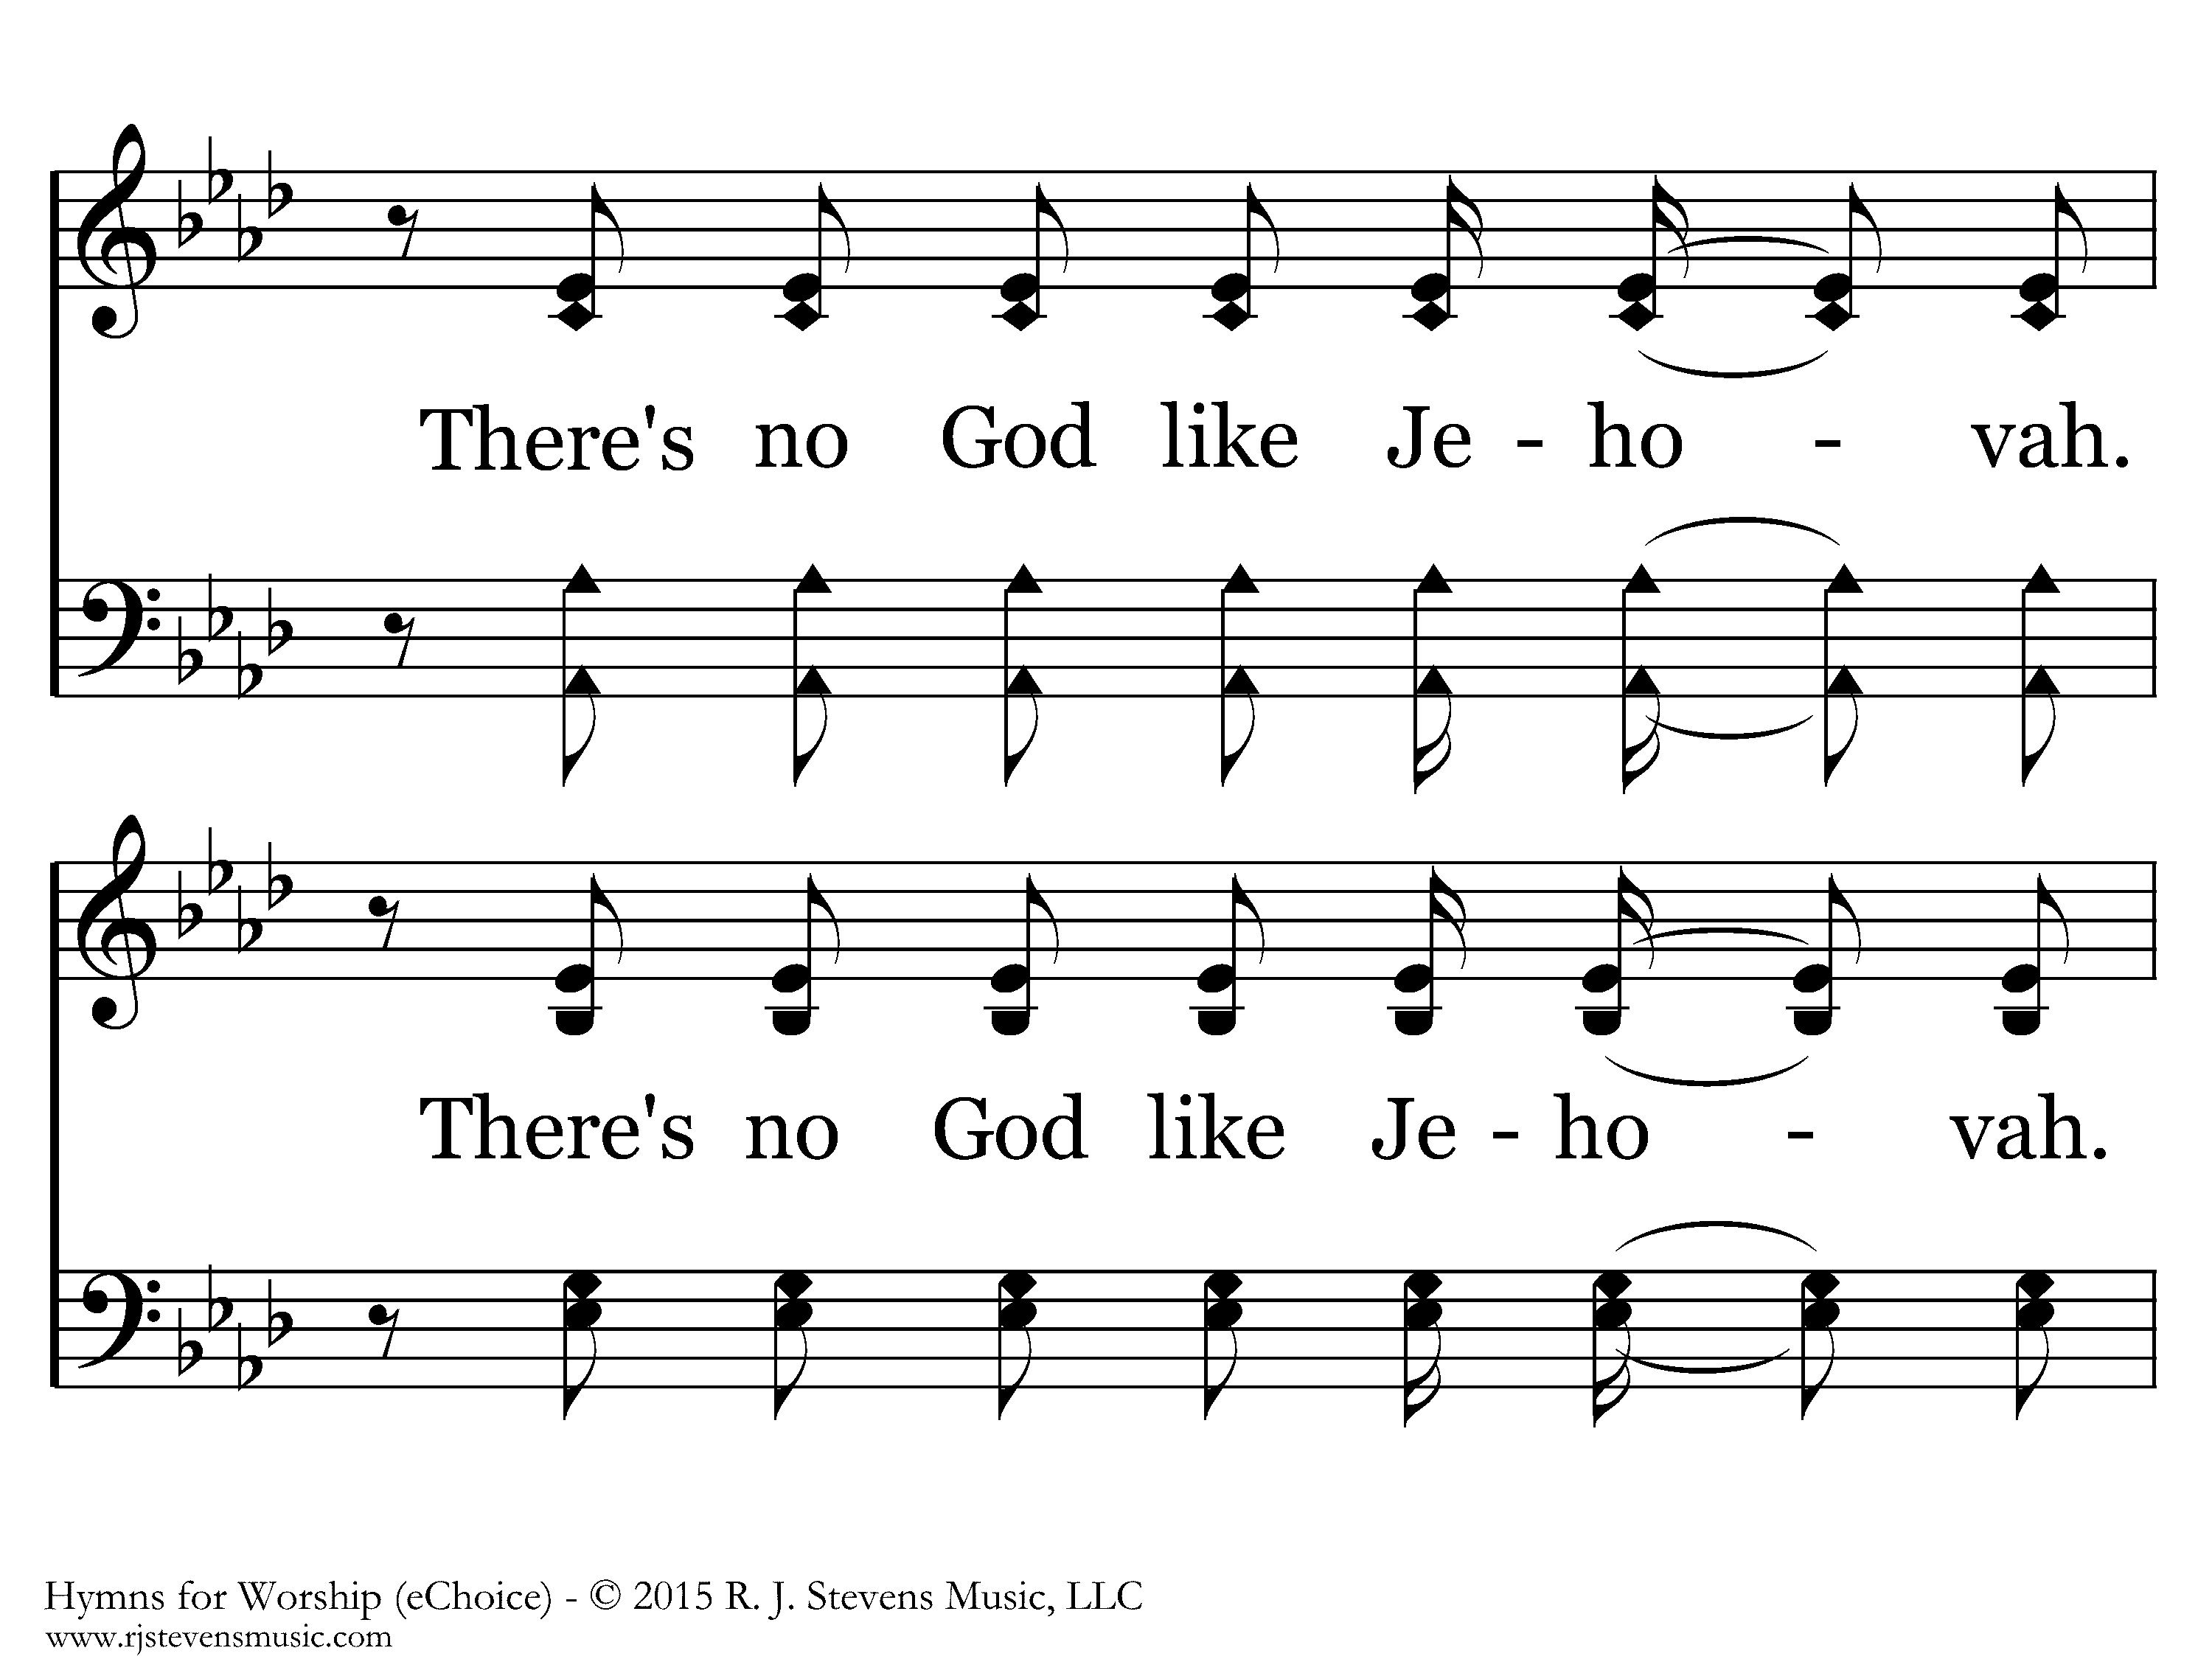 There's no God like Je - ho - vah.
There's no God like Je - ho - vah.
Hymns for Worship (eChoice) - © 2015 R. J. Stevens Music, LLC
www.rjstevensmusic.com